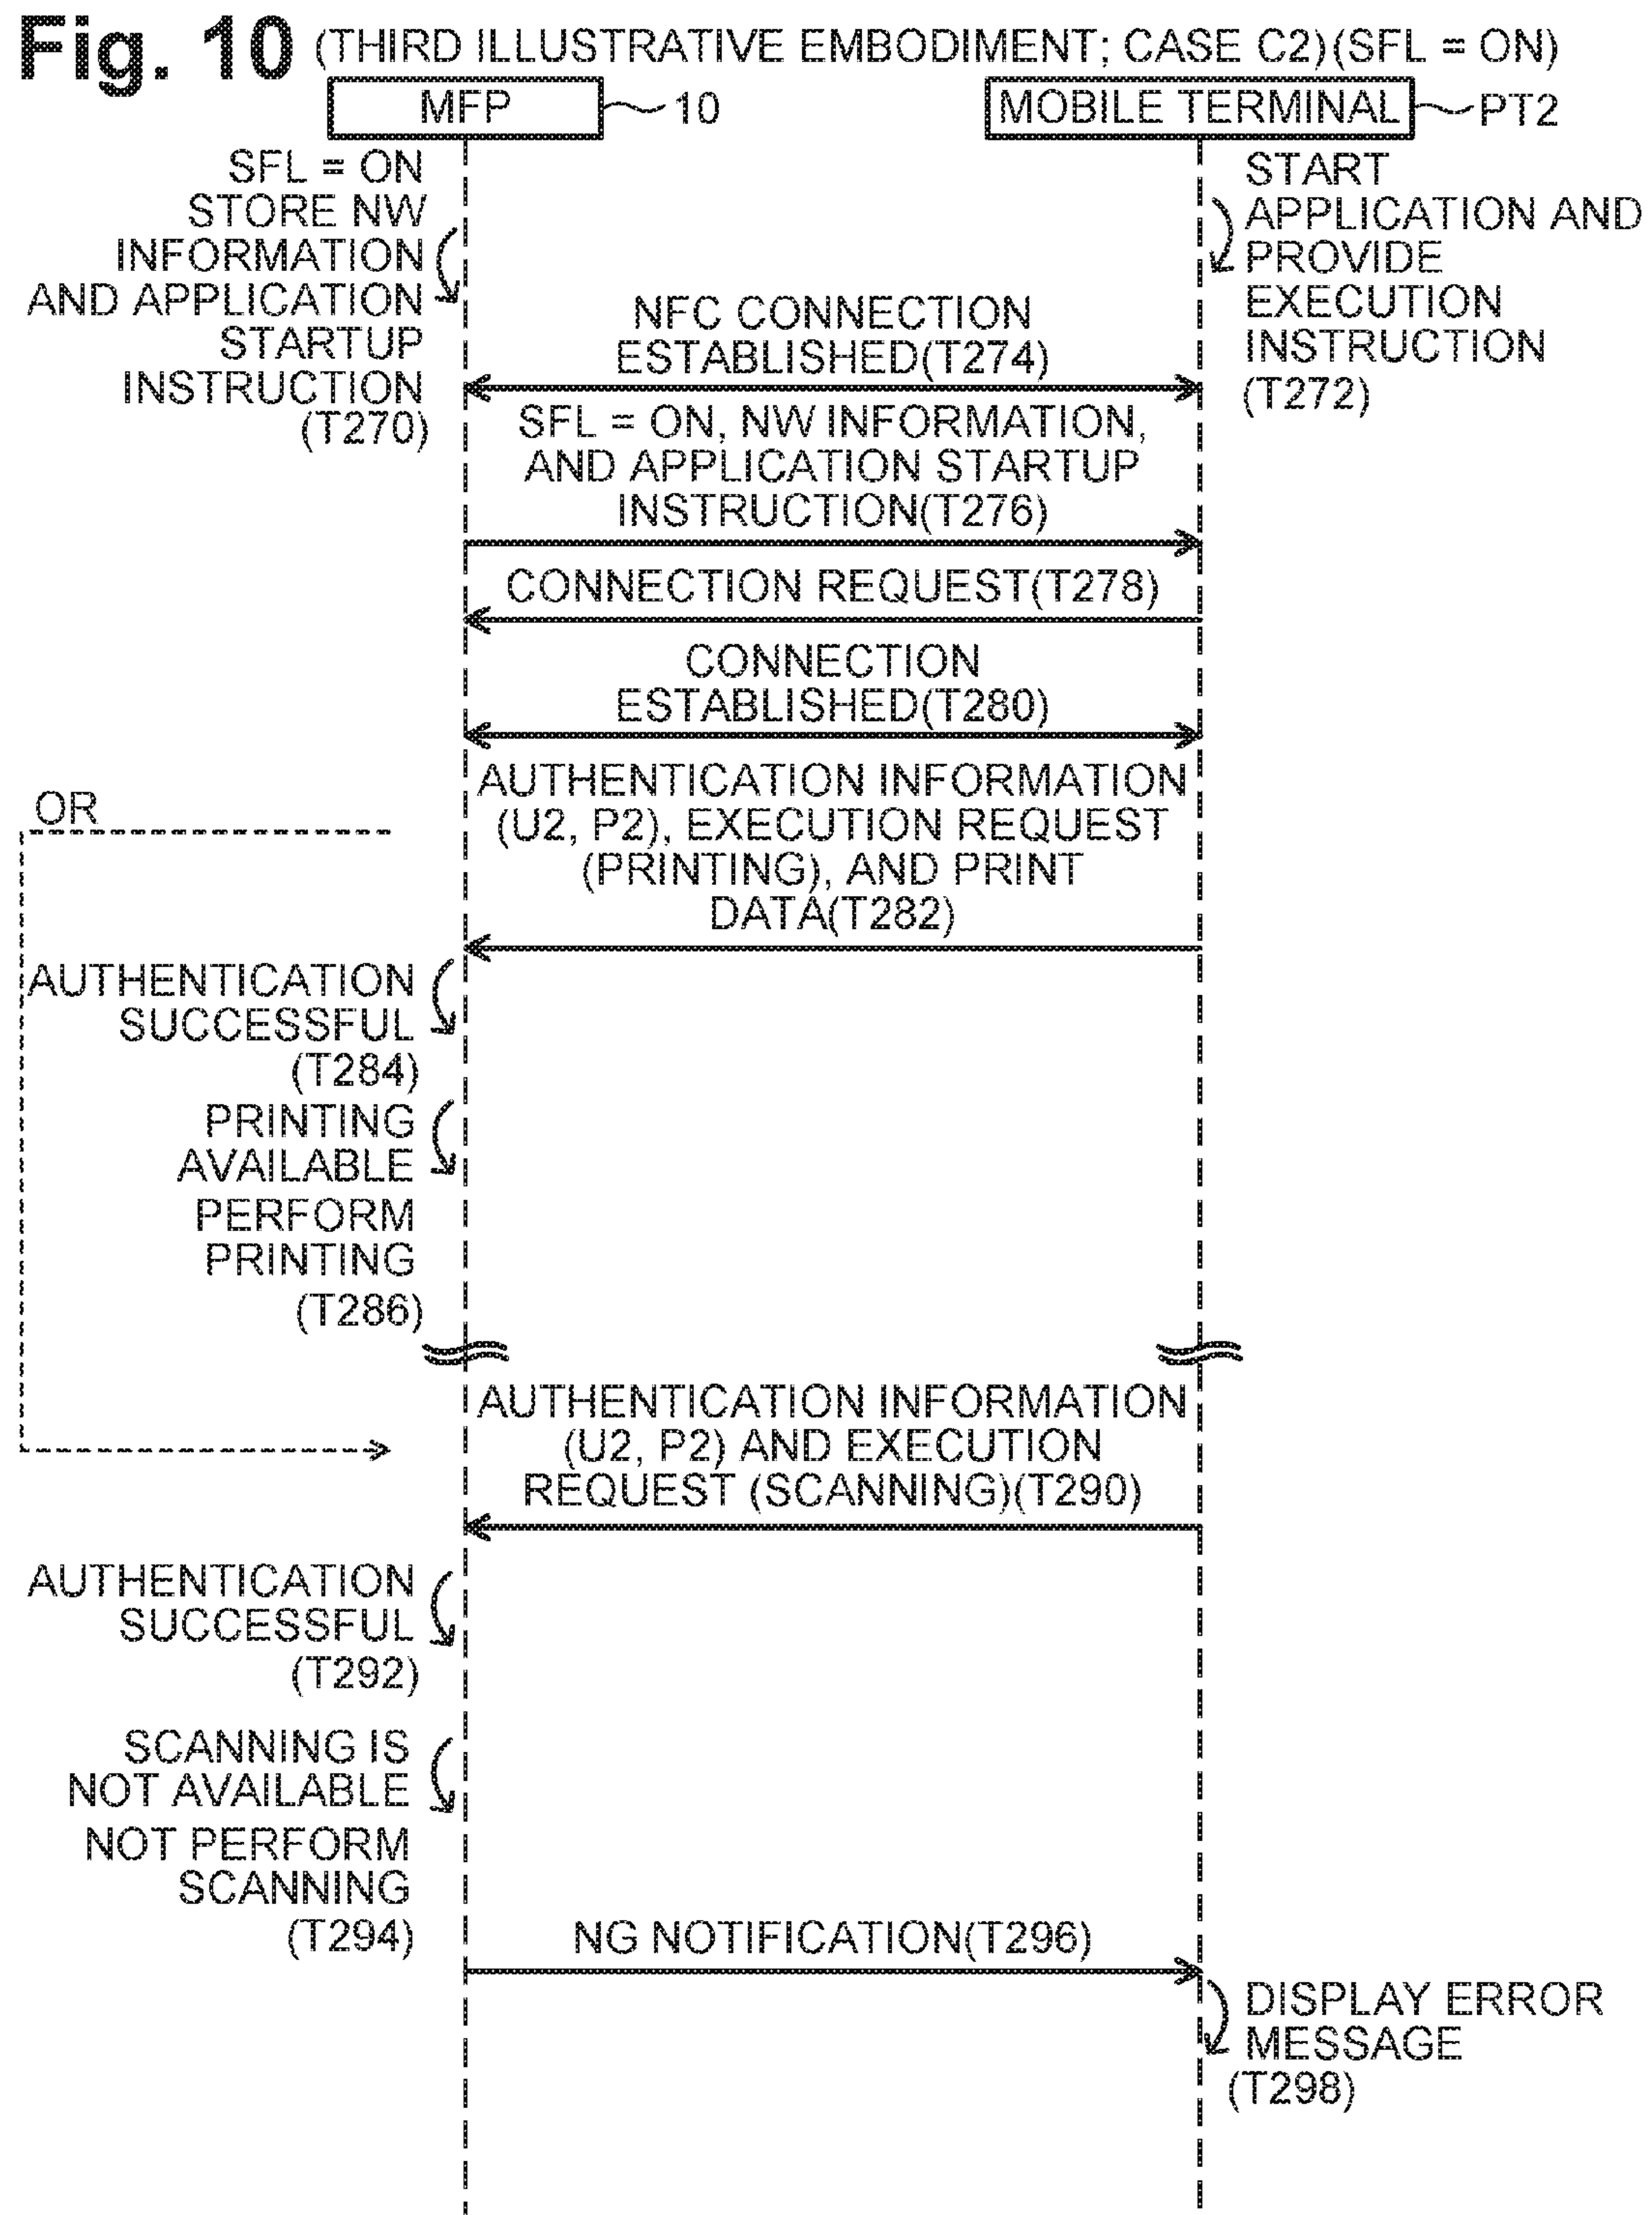 Fig. 10 (THIRD ILLUSTRATIVE EMBODIMENT; CASE C2)(SFL = ON)
MFP
10
MOBILE TERMINAL
PT2
SFL = ON
STORE NW
INFORMATION
AND APPLICATION
STARTUP
INSTRUCTION
(T270)
START
APPLICATION AND
PROVIDE
EXECUTION
INSTRUCTION
(T272)
NFC CONNECTION
ESTABLISHED(T274)
SFL = ON, NW INFORMATION,
AND APPLICATION STARTUP
INSTRUCTION(T276)
CONNECTION REQUEST(T278)
CONNECTION
ESTABLISHED(T280)
OR
AUTHENTICATION INFORMATION
(U2, P2), EXECUTION REQUEST
(PRINTING), AND PRINT
DATA(T282)
AUTHENTICATION
SUCCESSFUL
(T284)
PRINTING
AVAILABLE
PERFORM
PRINTING
(T286)
AUTHENTICATION INFORMATION
(U2, P2) AND EXECUTION
REQUEST (SCANNING)(T290)
AUTHENTICATION
SUCCESSFUL
(T292)
SCANNING IS
NOT AVAILABLE
NOT PERFORM
SCANNING
(T294)
NG NOTIFICATION(T296)
DISPLAY ERROR
MESSAGE
(T298)